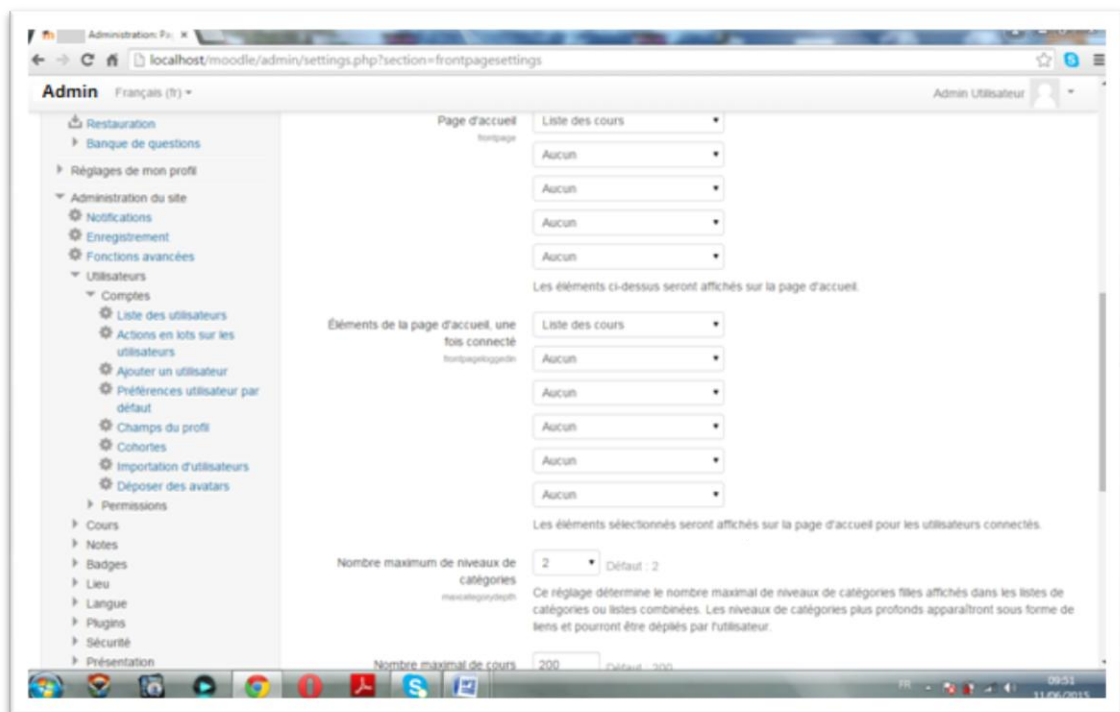 Administration: Pag
localhost/moodle/admin/settings.php?section=frontpagesettings
Admin Français (fr)
Admin Utilisateur
Restauration
Banque de questions
Réglages de mon profil
Administration du site
Notifications
Enregistrement
Fonctions avancées
Utilisateurs
Comptes
Liste des utilisateurs
Actions en lots sur les
utilisateurs
Ajouter un utilisateur
Préférences utilisateur par
défaut
Champs du profil
Cohortes
Importation d'utilisateurs
Déposer des avatars
Permissions
Cours
Notes
Badges
Lieu
Langue
Plugins
Sécurité
Présentation
Page d'accueil
frontpage
Liste des cours
Aucun
Aucun
Aucun
Aucun
Les éléments ci-dessus seront affichés sur la page d'accueil.
Éléments de la page d'accueil, une
fois connecté
frontpageloggedin
Liste des cours
Aucun
Aucun
Aucun
Aucun
Aucun
Les éléments sélectionnés seront affichés sur la page d'accueil pour les utilisateurs connectés.
Nombre maximum de niveaux de
catégories
maxcategorydepth
2 Défaut : 2
Ce réglage détermine le nombre maximal de niveaux de catégories filles affichés dans les listes de
catégories ou listes combinées. Les niveaux de catégories plus profonds apparaîtront sous forme de
liens et pourront être dépliés par l'utilisateur.
Nombre maximal de cours
200 Défaut : 200
FR
09:51
11/06/2015